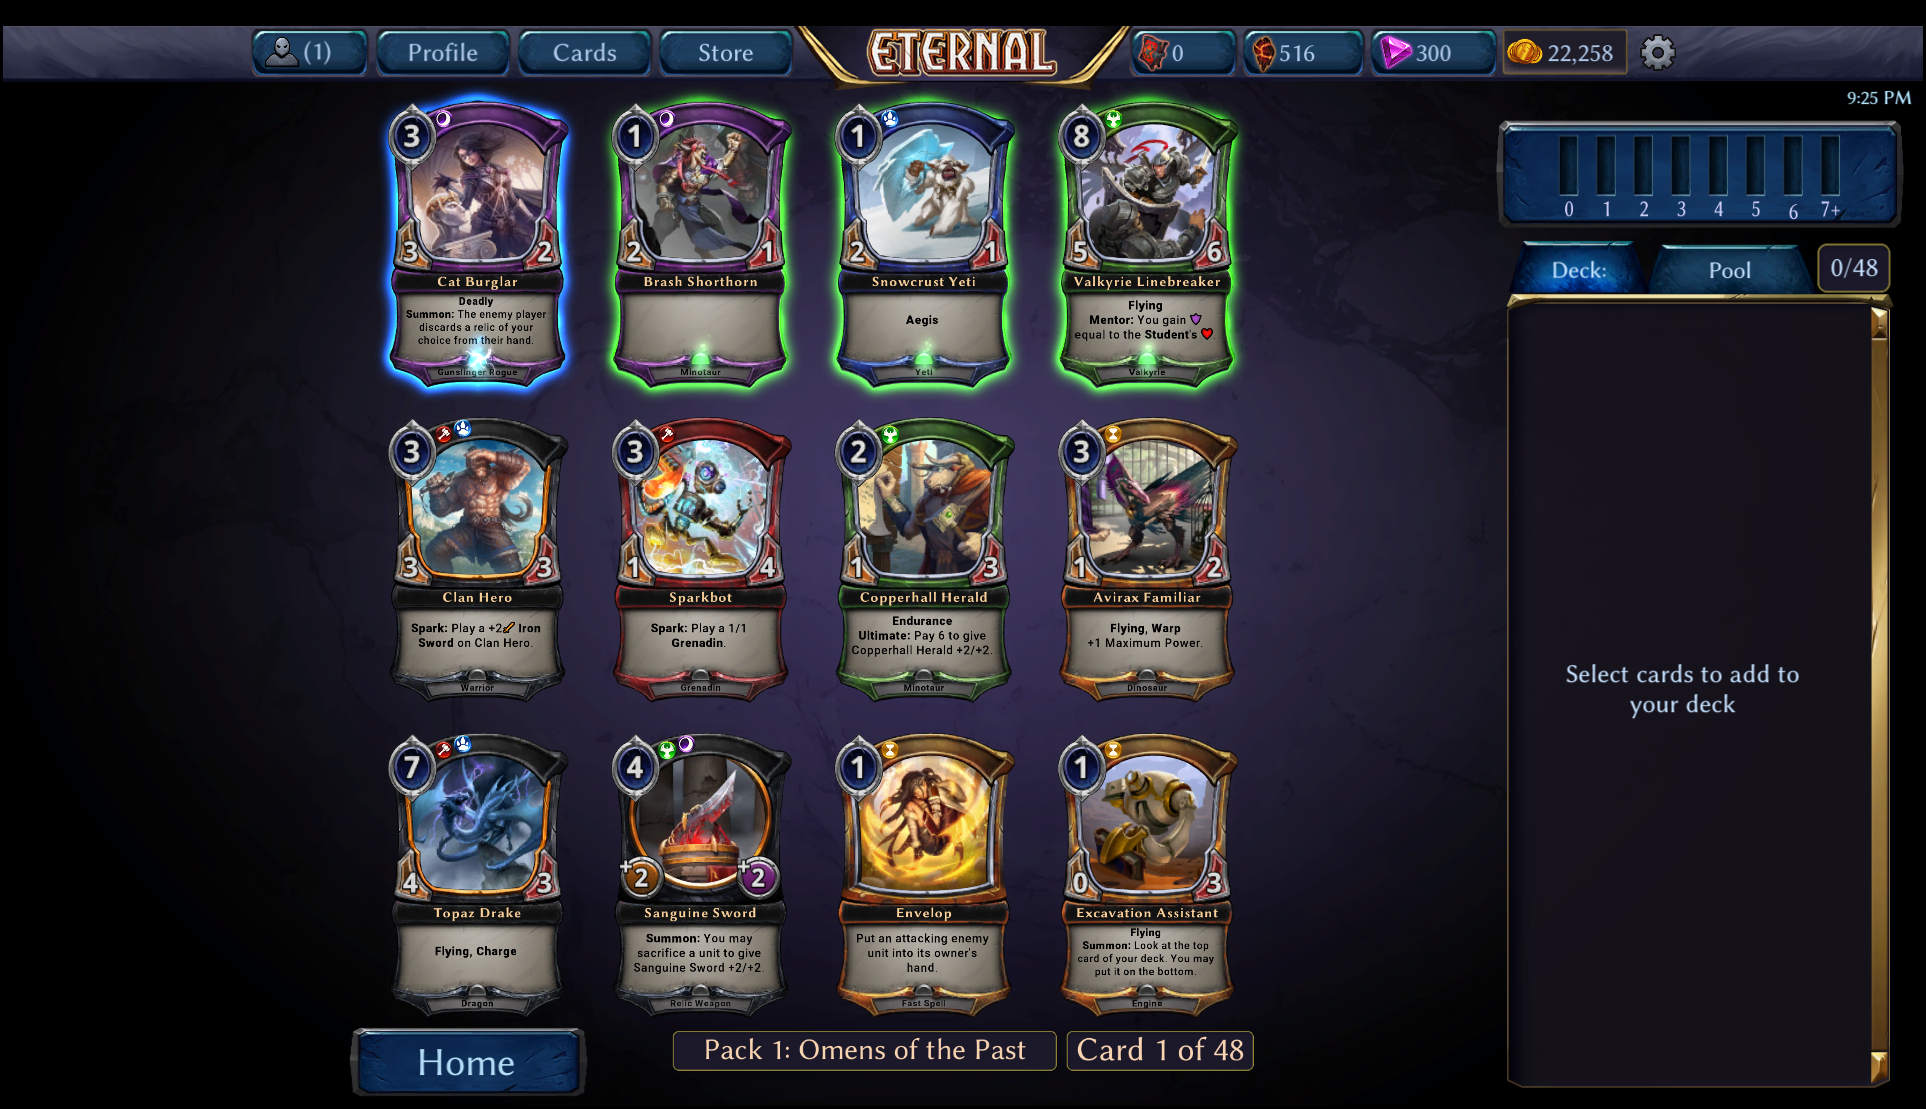 (1)
Profile
Cards
Store
ETERNAL
0
516
300
22,258
9:25 PM
3
3
2
Cat Burglar
Deadly
Summon: The enemy player
discards a relic of your
choice from their hand.
Gunslinger Rogue
1
2
1
Brash Shorthorn
Minotaur
1
2
1
Snowcrust Yeti
Aegis
Yeti
8
5
6
Valkyrie Linebreaker
Flying
Mentor: You gain
equal to the Student's
Valkyrie
3
3
3
Clan Hero
Spark: Play a +2 Iron
Sword on Clan Hero.
Warrior
3
1
4
Sparkbot
Spark: Play a 1/1
Grenadin.
Grenadin
2
1
3
Copperhall Herald
Endurance
Ultimate: Pay 6 to give
Copperhall Herald +2/+2.
Minotaur
3
1
2
Avirax Familiar
Flying, Warp
+1 Maximum Power.
Dinosaur
7
4
3
Topaz Drake
Flying, Charge
Dragon
4
+2
+2
Sanguine Sword
Summon: You may
sacrifice a unit to give
Sanguine Sword +2/+2.
Relic Weapon
1
Envelop
Put an attacking enemy
unit into its owner's
hand.
Fast Spell
1
0
3
Excavation Assistant
Flying
Summon: Look at the top
card of your deck. You may
put it on the bottom.
Engine
0 1 2 3 4 5 6 7+
Deck:
Pool
0/48
Select cards to add to
your deck
Home
Pack 1: Omens of the Past
Card 1 of 48